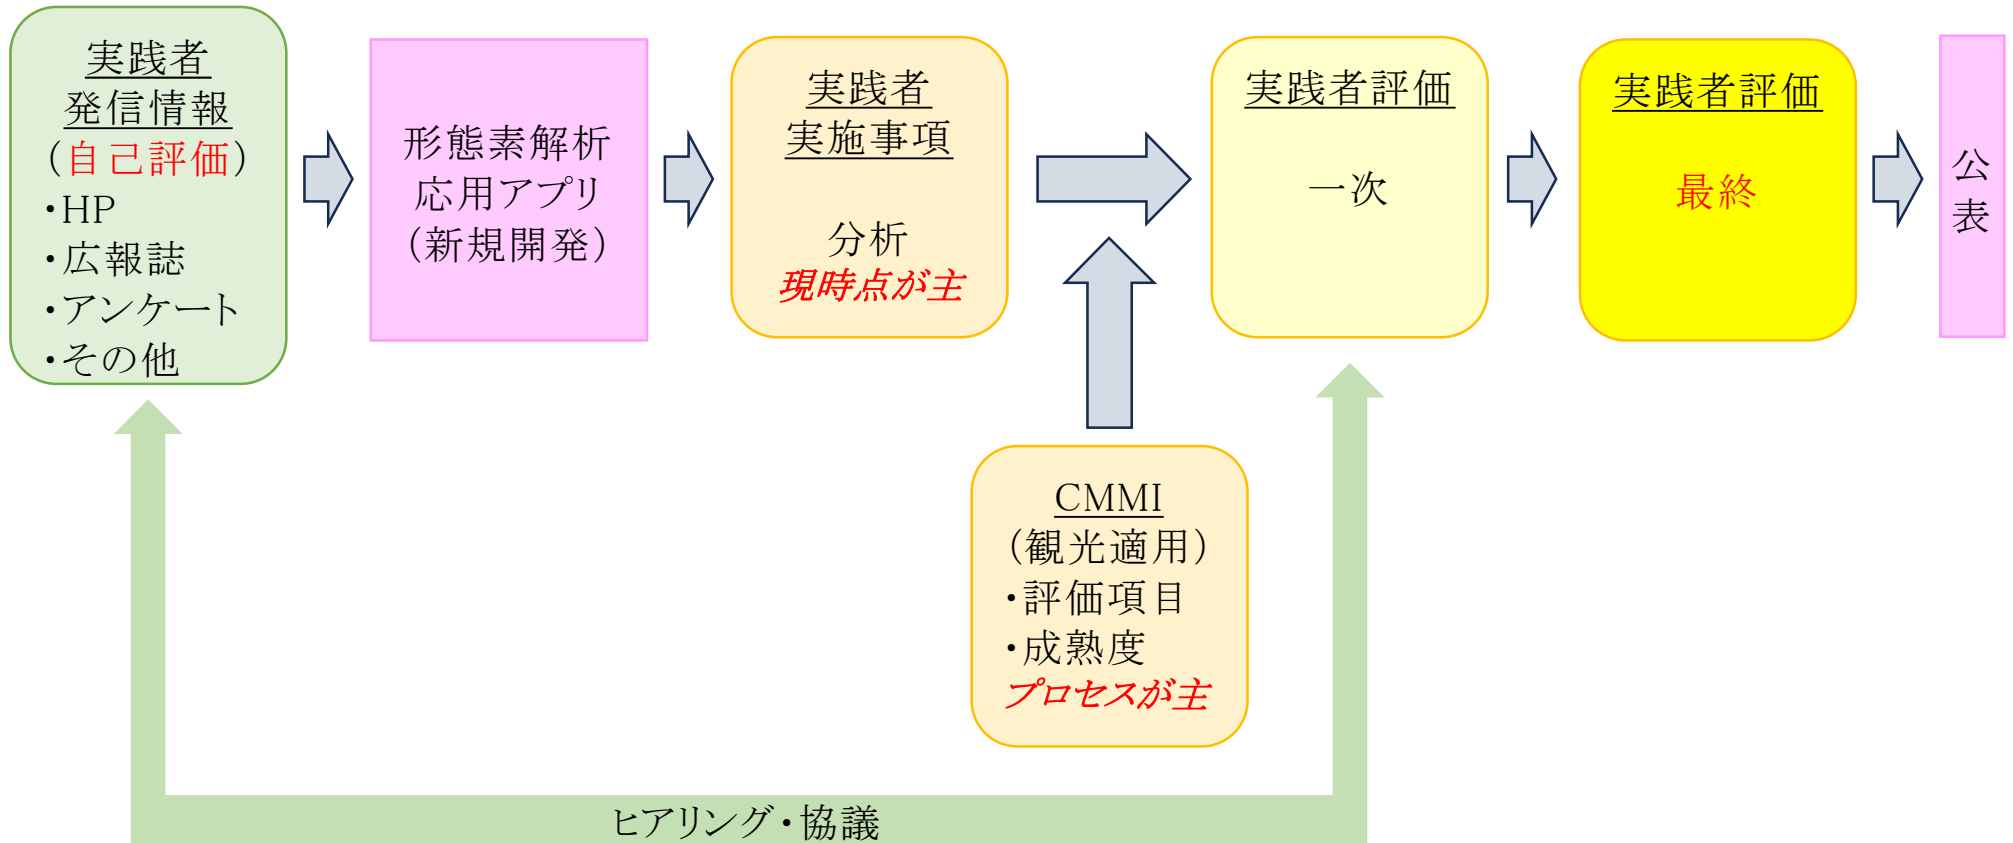 実践者
発信情報
（自己評価）
・HP
・広報誌
・アンケート
・その他
形態素解析
応用アプリ
（新規開発）
実践者
実施事項
分析
現時点が主
実践者評価
一次
実践者評価
最終
公
表
CMMI
（観光適用）
・評価項目
・成熟度
プロセスが主
ヒアリング・協議